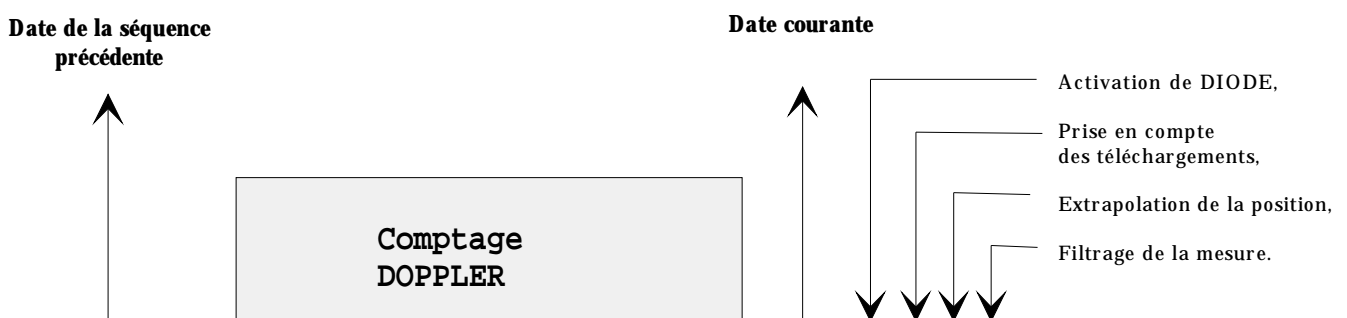 Date de la séquence
précédente
Date courante
Activation de DIODE,
Prise en compte
des téléchargements,
Extrapolation de la position,
Filtrage de la mesure.
Comptage
DOPPLER